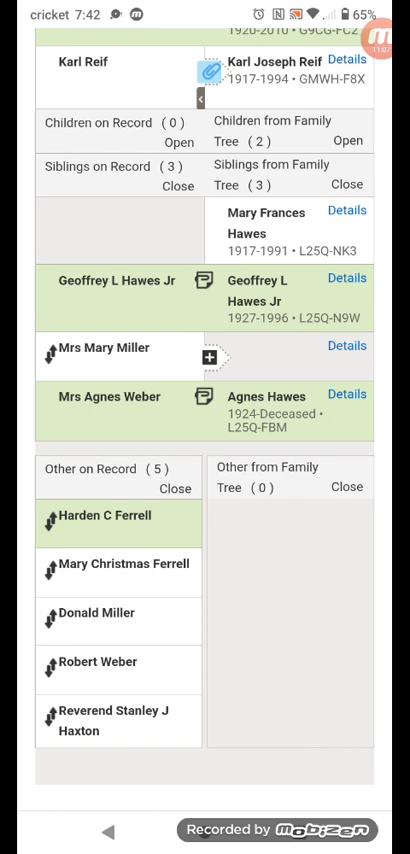 cricket 7:42 65%
11:07
1920-2010 • G9CG-FC2
Karl Reif Karl Joseph Reif Details
1917-1994 • GMWH-F8X
Children on Record ( 0 ) Children from Family
Open Tree ( 2 ) Open
Siblings on Record ( 3 ) Siblings from Family
Close Tree ( 3 ) Close
Mary Frances Details
Hawes
1917-1991 • L25Q-NK3
Geoffrey L Hawes Jr Geoffrey L Details
Hawes Jr
1927-1996 • L25Q-N9W
Mrs Mary Miller Details
Mrs Agnes Weber Agnes Hawes Details
1924-Deceased •
L25Q-FBM
Other on Record ( 5 ) Other from Family
Close Tree ( 0 ) Close
Harden C Ferrell
Mary Christmas Ferrell
Donald Miller
Robert Weber
Reverend Stanley J
Haxton
Recorded by mobizen